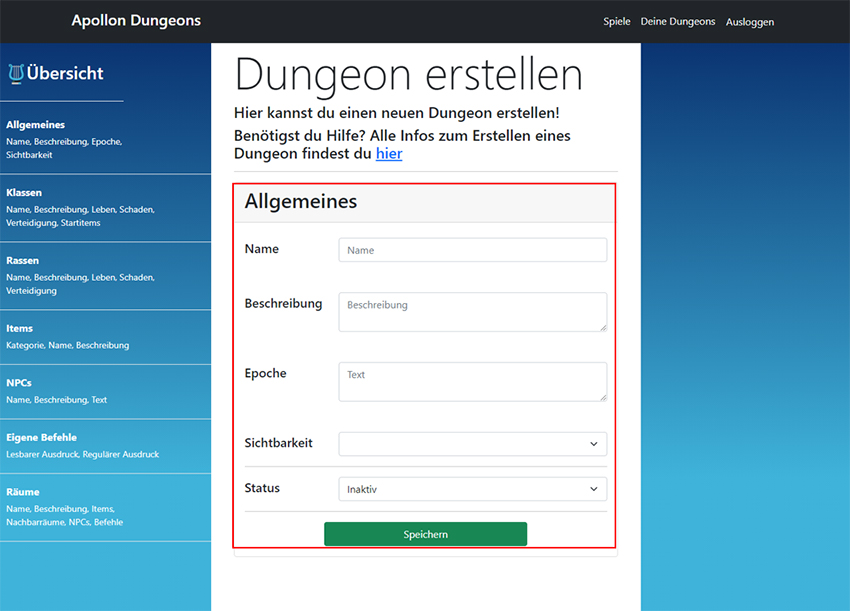 Apollon Dungeons
Spiele Deine Dungeons Ausloggen
Übersicht
Allgemeines
Name, Beschreibung, Epoche,
Sichtbarkeit
Klassen
Name, Beschreibung, Leben, Schaden,
Verteidigung, Startitems
Rassen
Name, Beschreibung, Leben, Schaden,
Verteidigung
Items
Kategorie, Name, Beschreibung
NPCs
Name, Beschreibung, Text
Eigene Befehle
Lesbarer Ausdruck, Regulärer Ausdruck
Räume
Name, Beschreibung, Items,
Nachbarräume, NPCs, Befehle
Dungeon erstellen
Hier kannst du einen neuen Dungeon erstellen!
Benötigst du Hilfe? Alle Infos zum Erstellen eines
Dungeon findest du hier
Allgemeines
Name Name
Beschreibung Beschreibung
Epoche Text
Sichtbarkeit
Status Inaktiv
Speichern